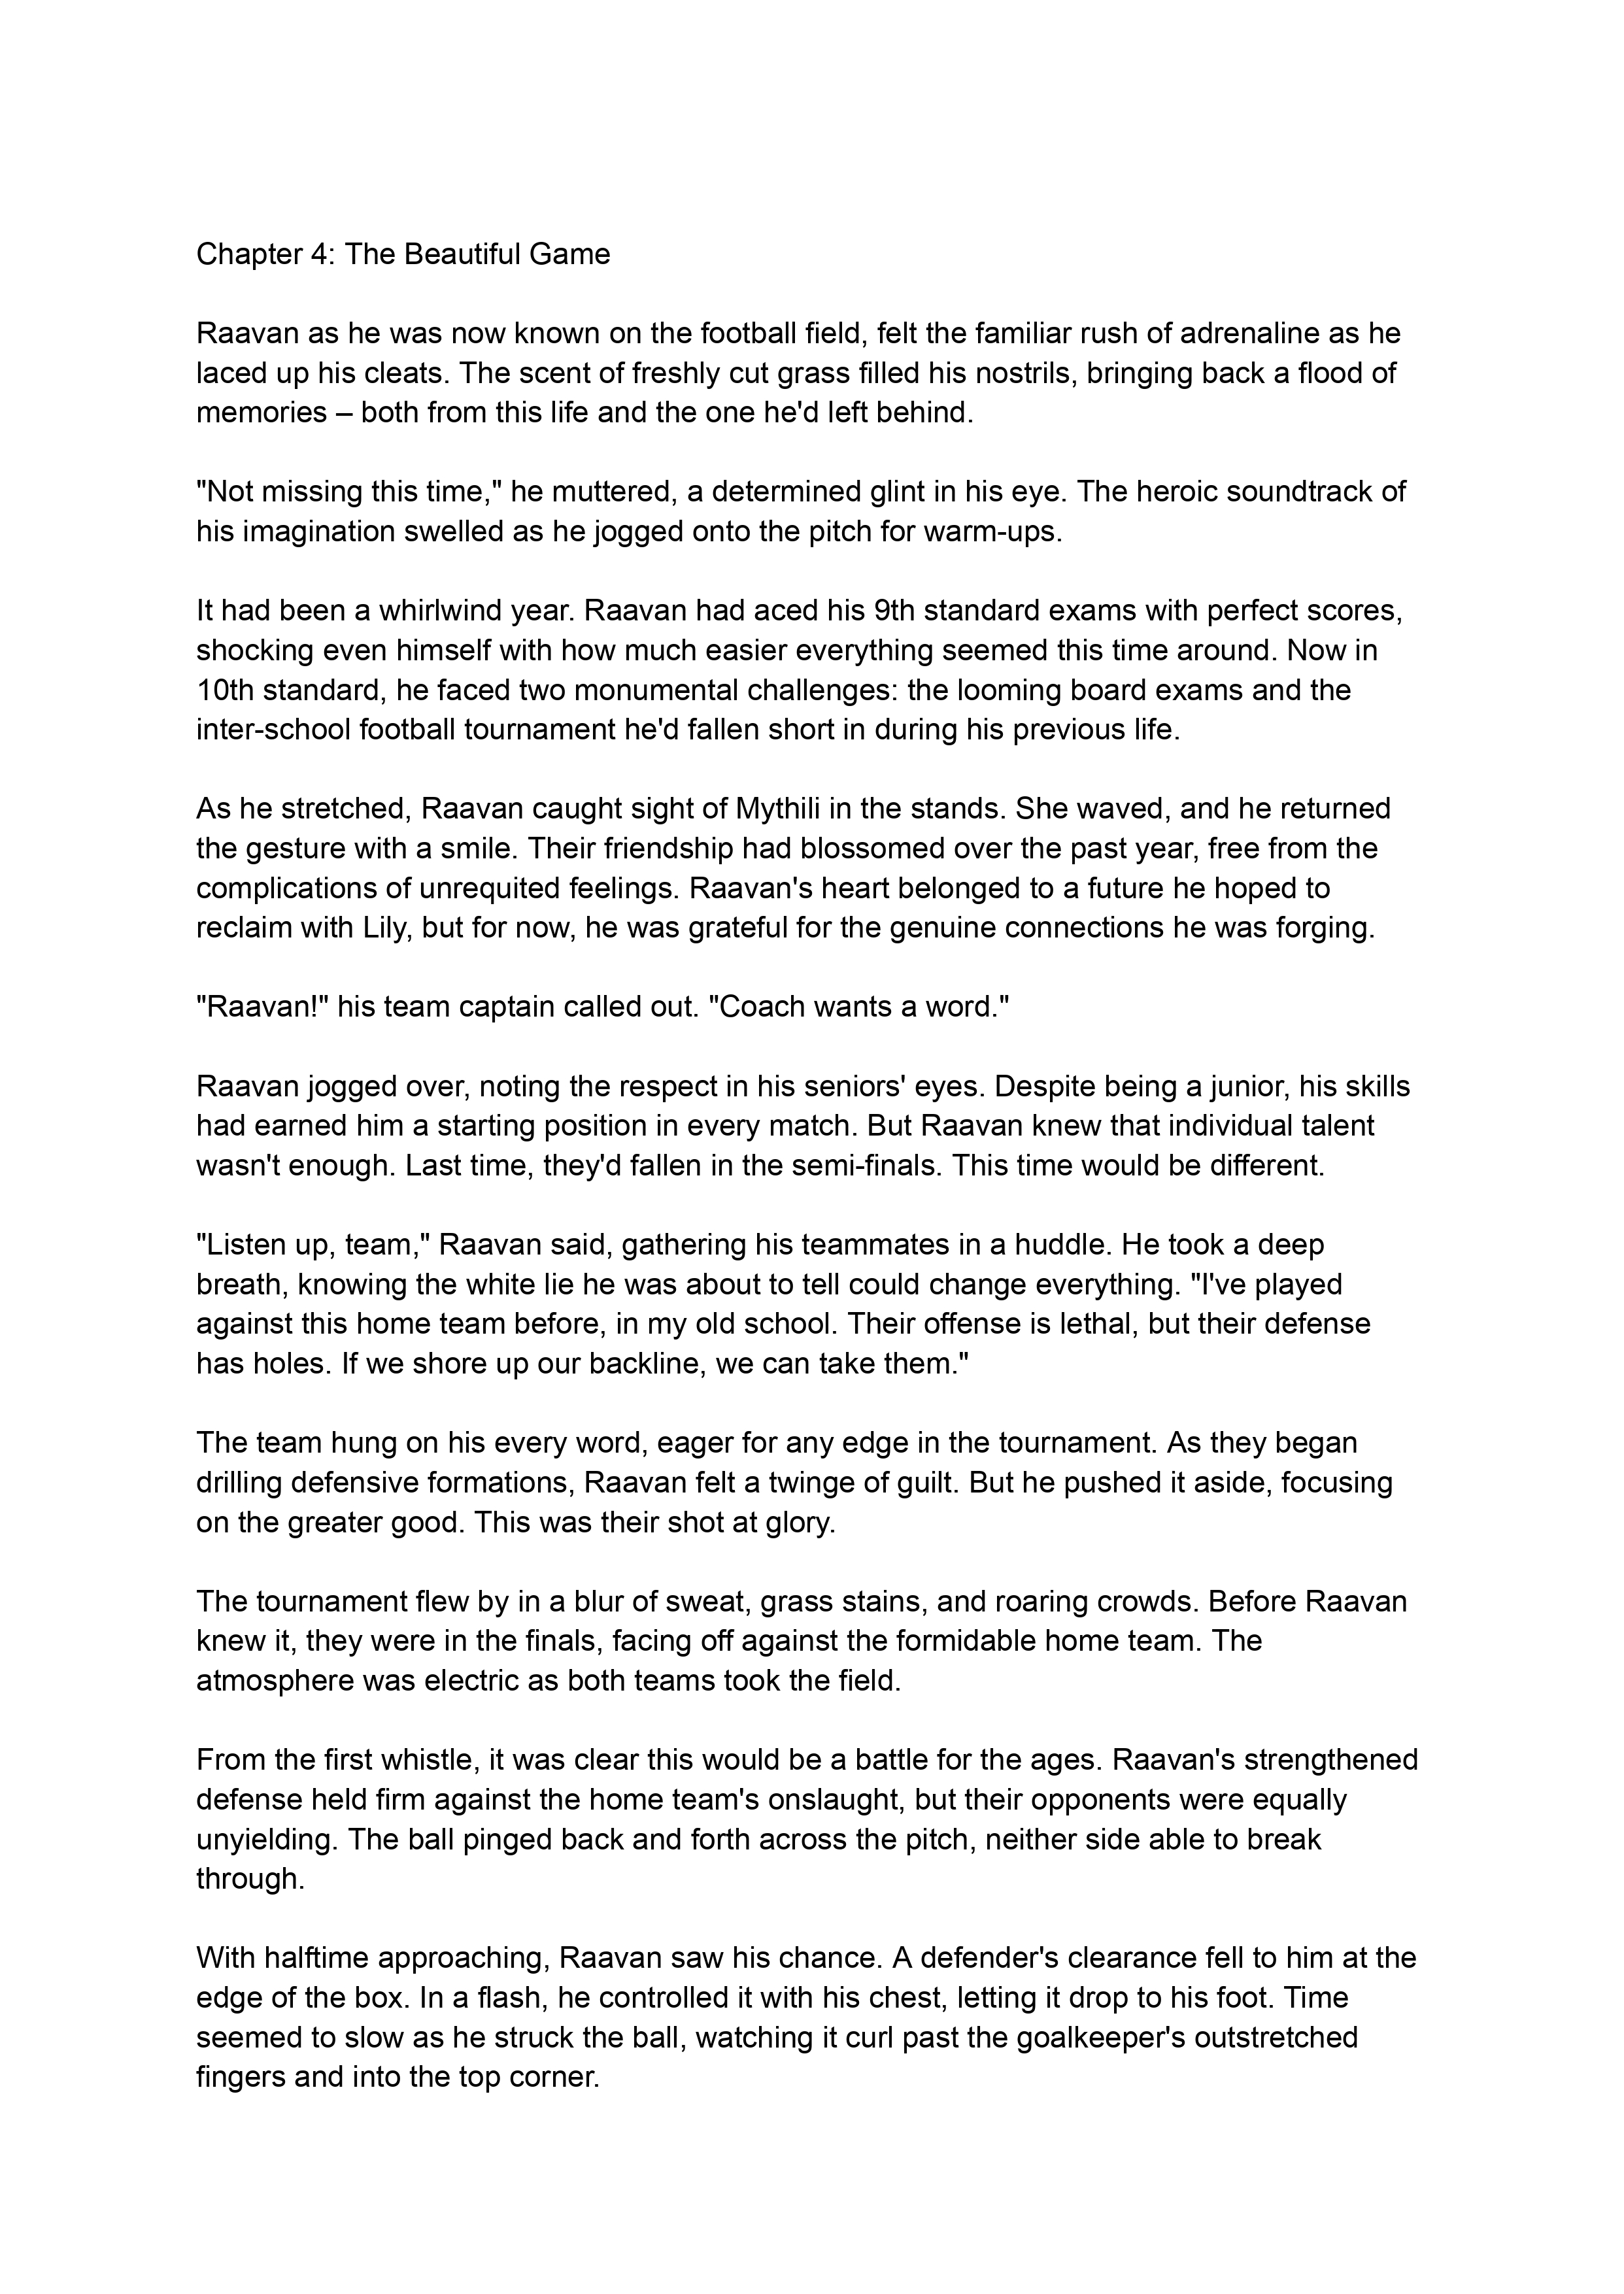 Chapter 4: The Beautiful Game
Raavan as he was now known on the football field, felt the familiar rush of adrenaline as he
laced up his cleats. The scent of freshly cut grass filled his nostrils, bringing back a flood of
memories – both from this life and the one he'd left behind.
"Not missing this time," he muttered, a determined glint in his eye. The heroic soundtrack of
his imagination swelled as he jogged onto the pitch for warm-ups.
It had been a whirlwind year. Raavan had aced his 9th standard exams with perfect scores,
shocking even himself with how much easier everything seemed this time around. Now in
10th standard, he faced two monumental challenges: the looming board exams and the
inter-school football tournament he'd fallen short in during his previous life.
As he stretched, Raavan caught sight of Mythili in the stands. She waved, and he returned
the gesture with a smile. Their friendship had blossomed over the past year, free from the
complications of unrequited feelings. Raavan's heart belonged to a future he hoped to
reclaim with Lily, but for now, he was grateful for the genuine connections he was forging.
"Raavan!" his team captain called out. "Coach wants a word."
Raavan jogged over, noting the respect in his seniors' eyes. Despite being a junior, his skills
had earned him a starting position in every match. But Raavan knew that individual talent
wasn't enough. Last time, they'd fallen in the semi-finals. This time would be different.
"Listen up, team," Raavan said, gathering his teammates in a huddle. He took a deep
breath, knowing the white lie he was about to tell could change everything. "I've played
against this home team before, in my old school. Their offense is lethal, but their defense
has holes. If we shore up our backline, we can take them."
The team hung on his every word, eager for any edge in the tournament. As they began
drilling defensive formations, Raavan felt a twinge of guilt. But he pushed it aside, focusing
on the greater good. This was their shot at glory.
The tournament flew by in a blur of sweat, grass stains, and roaring crowds. Before Raavan
knew it, they were in the finals, facing off against the formidable home team. The
atmosphere was electric as both teams took the field.
From the first whistle, it was clear this would be a battle for the ages. Raavan's strengthened
defense held firm against the home team's onslaught, but their opponents were equally
unyielding. The ball pinged back and forth across the pitch, neither side able to break
through.
With halftime approaching, Raavan saw his chance. A defender's clearance fell to him at the
edge of the box. In a flash, he controlled it with his chest, letting it drop to his foot. Time
seemed to slow as he struck the ball, watching it curl past the goalkeeper's outstretched
fingers and into the top corner.